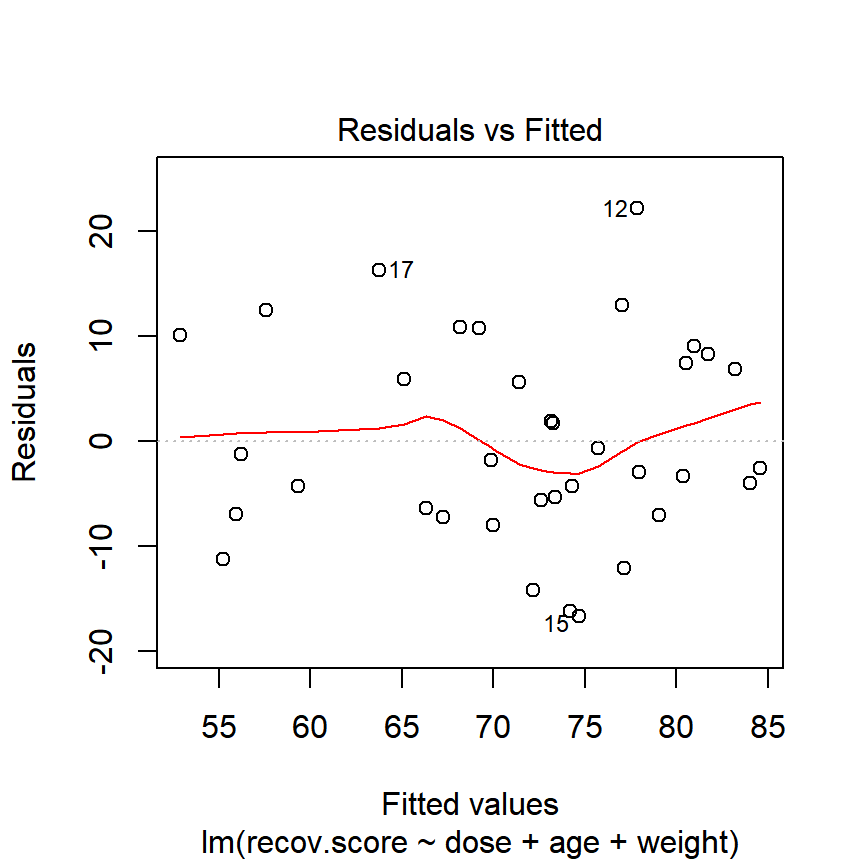 Residuals vs Fitted
Residuals
20
10
0
-10
-20
12
17
15
55 60 65 70 75 80 85
Fitted values
lm(recov.score ~ dose + age + weight)